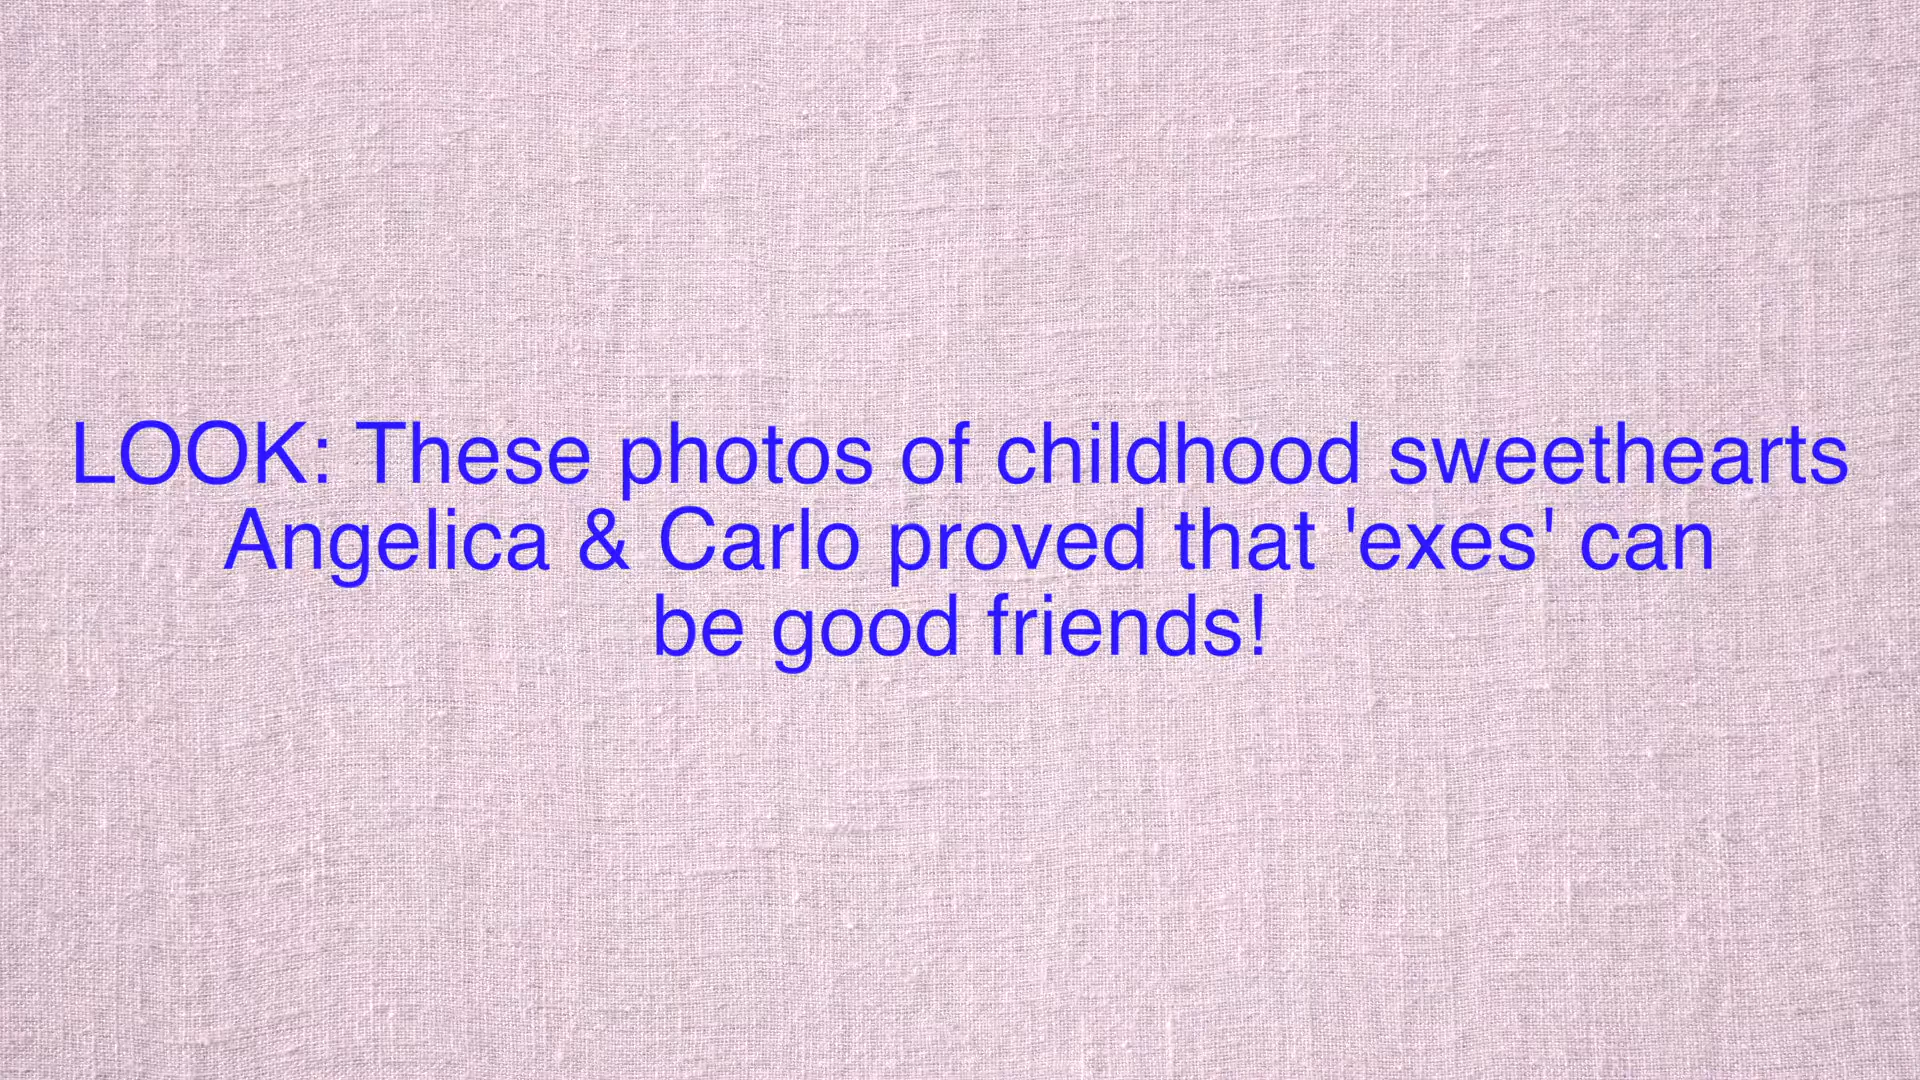 LOOK: These photos of childhood sweethearts
Angelica & Carlo proved that 'exes' can
be good friends!